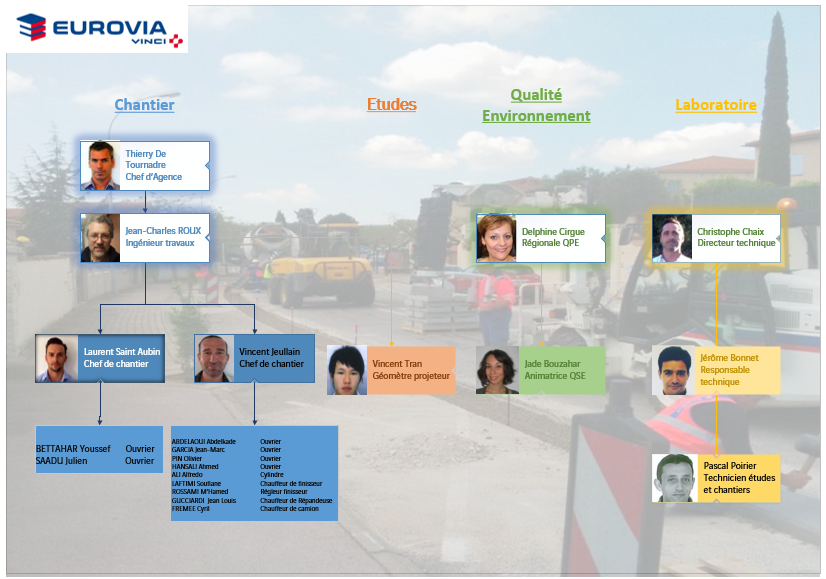 EUROVIA
VINCI
Chantier
Etudes
Qualité
Environnement
Laboratoire
Thierry De
Tournadre
Chef d'Agence
Jean-Charles ROUX
Ingénieur travaux
Delphine Cirgue
Régionale QPE
Christophe Chaix
Directeur technique
Laurent Saint Aubin
Chef de chantier
Vincent Jeullain
Chef de chantier
Vincent Tran
Géomètre projeteur
Jade Bouzahar
Animatrice QSE
Jérôme Bonnet
Responsable
technique
BETTAHAR Youssef Ouvrier
SAADU Julien Ouvrier
ABDELAOUI Abdelkade Ouvrier
GARCIA Jean-Marc Ouvrier
PIN Olivier Ouvrier
HANSALI Ahmed Ouvrier
ALI Alfredo Cylindre
LAFTIMI Soufiane Chauffeur de finisseur
ROSSAMI M'Hamed Régleur finisseur
GUCCIARDI Jean Louis Chauffeur de Répandeuse
FREMEE Cyril Chauffeur de camion
Pascal Poirier
Technicien études
et chantiers